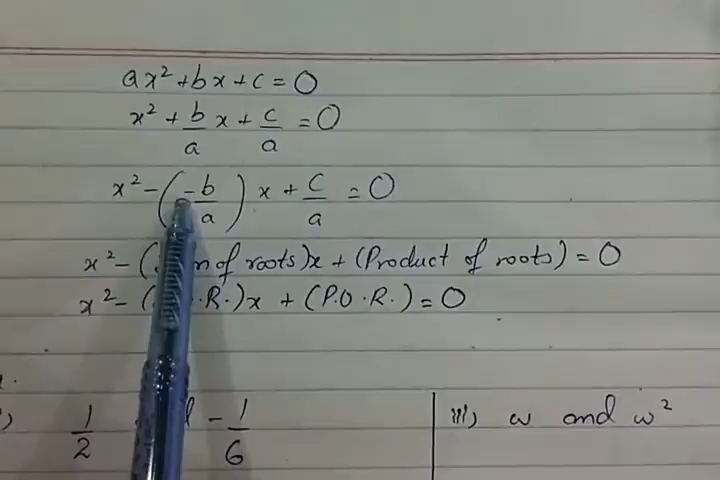 ax² + bx + c = 0
x² + b/a x + c/a = 0
x² - (-b/a) x + c/a = 0
x² - ( of roots)x + (Product of roots) = 0
x² - ( .R.)x + (P.O.R.) = 0
1/2 - 1/6
iii) ω and ω²